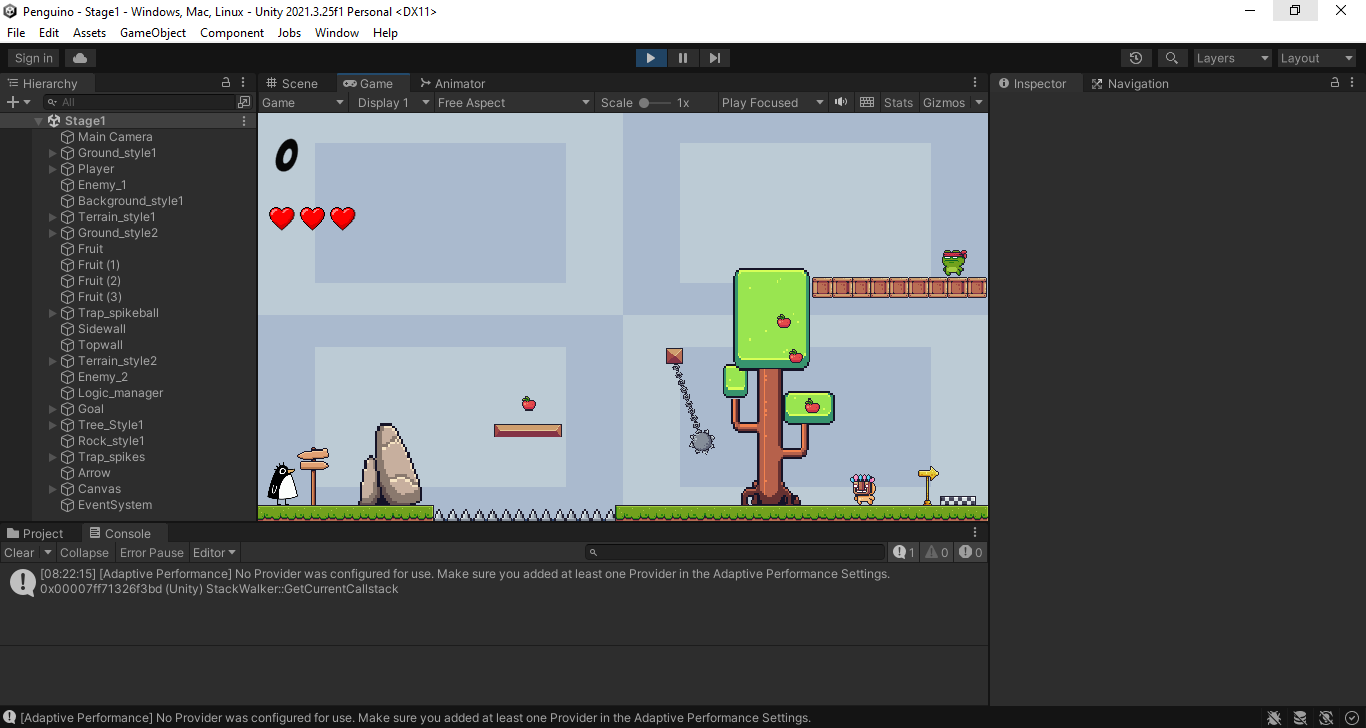 Penguino - Stage1 - Windows, Mac, Linux - Unity 2021.3.25f1 Personal <DX11>
File Edit Assets GameObject Component Jobs Window Help
Sign in Layers Layout
Hierarchy Scene Game Animator Inspector Navigation
All Game Display 1 Free Aspect Scale 1x Play Focused Stats Gizmos
Stage1
Main Camera
Ground_style1
Player
Enemy_1
Background_style1
Terrain_style1
Ground_style2
Fruit
Fruit (1)
Fruit (2)
Fruit (3)
Trap_spikeball
Sidewall
Topwall
Terrain_style2
Enemy_2
Logic_manager
Goal
Tree_Style1
Rock_style1
Trap_spikes
Arrow
Canvas
EventSystem
0
Project Console
Clear Collapse Error Pause Editor 1 0 0
[08:22:15] [Adaptive Performance] No Provider was configured for use. Make sure you added at least one Provider in the Adaptive Performance Settings.
0x00007ff71326f3bd (Unity) StackWalker::GetCurrentCallstack
[Adaptive Performance] No Provider was configured for use. Make sure you added at least one Provider in the Adaptive Performance Settings.